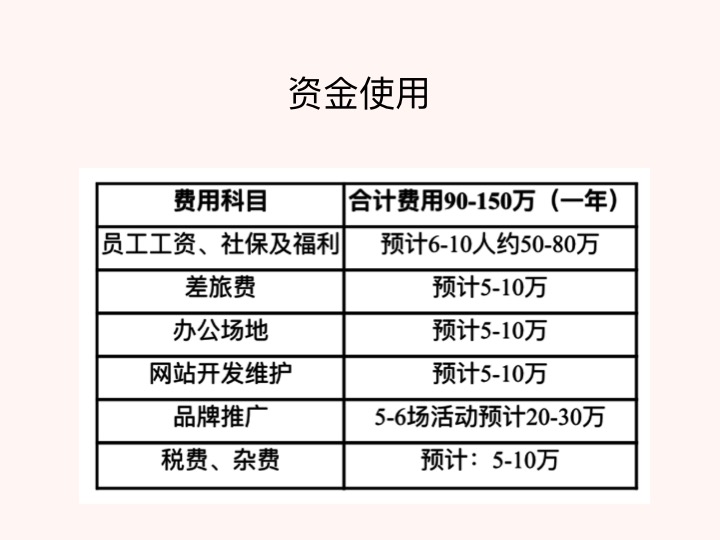 资金使用
费用科目 合计费用90-150万（一年）
员工工资、社保及福利 预计6-10人约50-80万
差旅费 预计5-10万
办公场地 预计5-10万
网站开发维护 预计5-10万
品牌推广 5-6场活动预计20-30万
税费、杂费 预计：5-10万